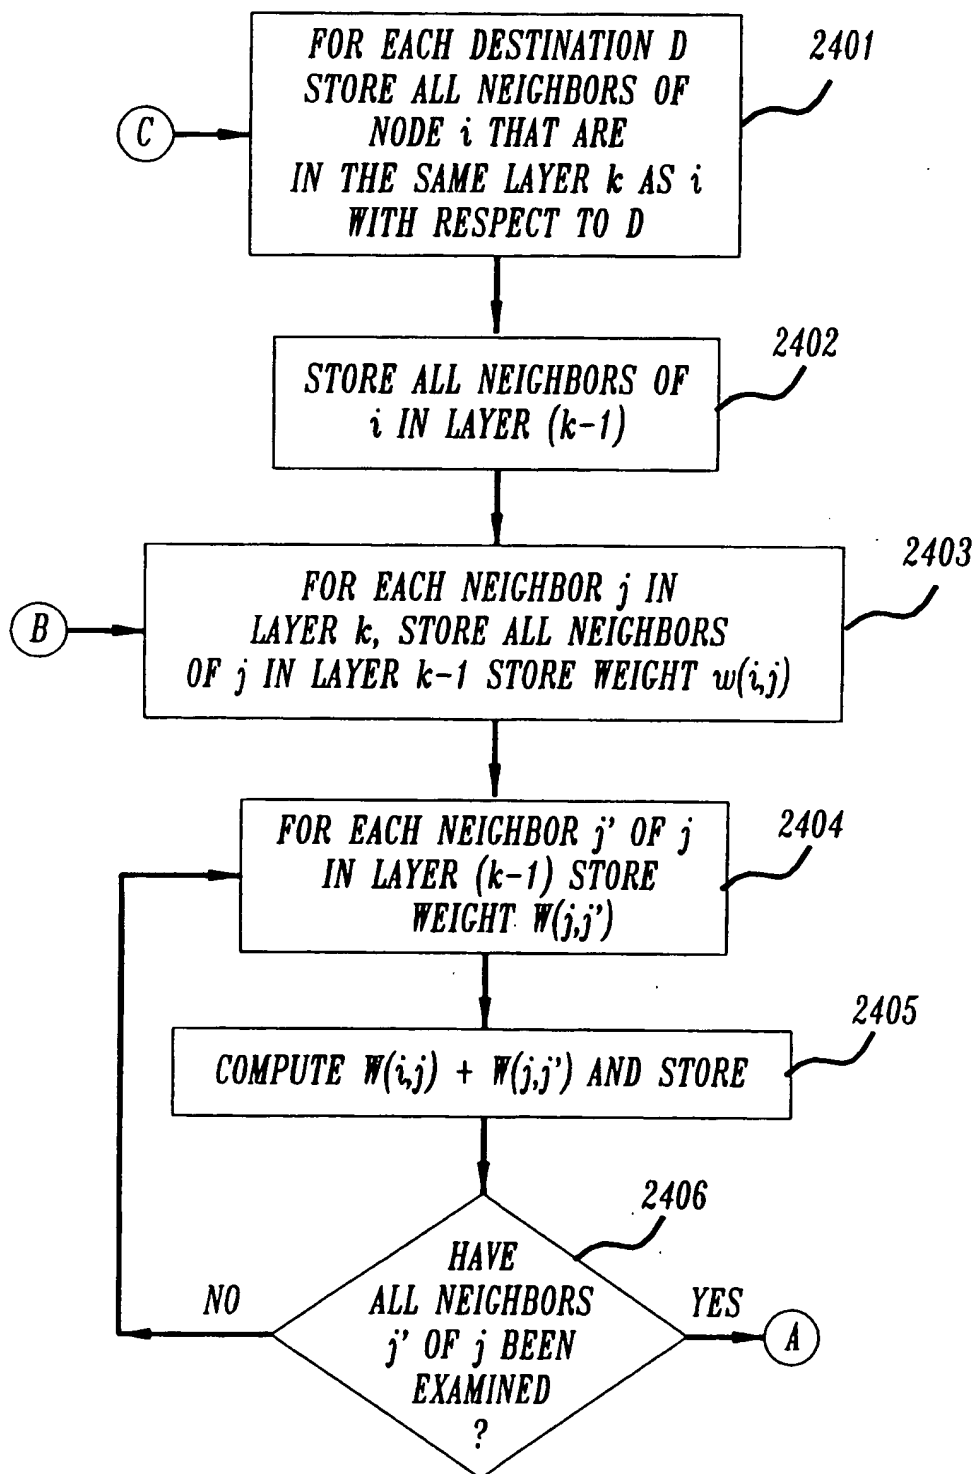 FOR EACH DESTINATION D
STORE ALL NEIGHBORS OF
NODE i THAT ARE
IN THE SAME LAYER k AS i
WITH RESPECT TO D
2401
C
STORE ALL NEIGHBORS OF
i IN LAYER (k-1)
2402
FOR EACH NEIGHBOR j IN
LAYER k, STORE ALL NEIGHBORS
OF j IN LAYER k-1 STORE WEIGHT w(i,j)
2403
B
FOR EACH NEIGHBOR j' OF j
IN LAYER (k-1) STORE
WEIGHT W(j,j')
2404
COMPUTE W(i,j) + W(j,j') AND STORE
2405
HAVE
ALL NEIGHBORS
j' OF j BEEN
EXAMINED
?
2406
NO
YES
A